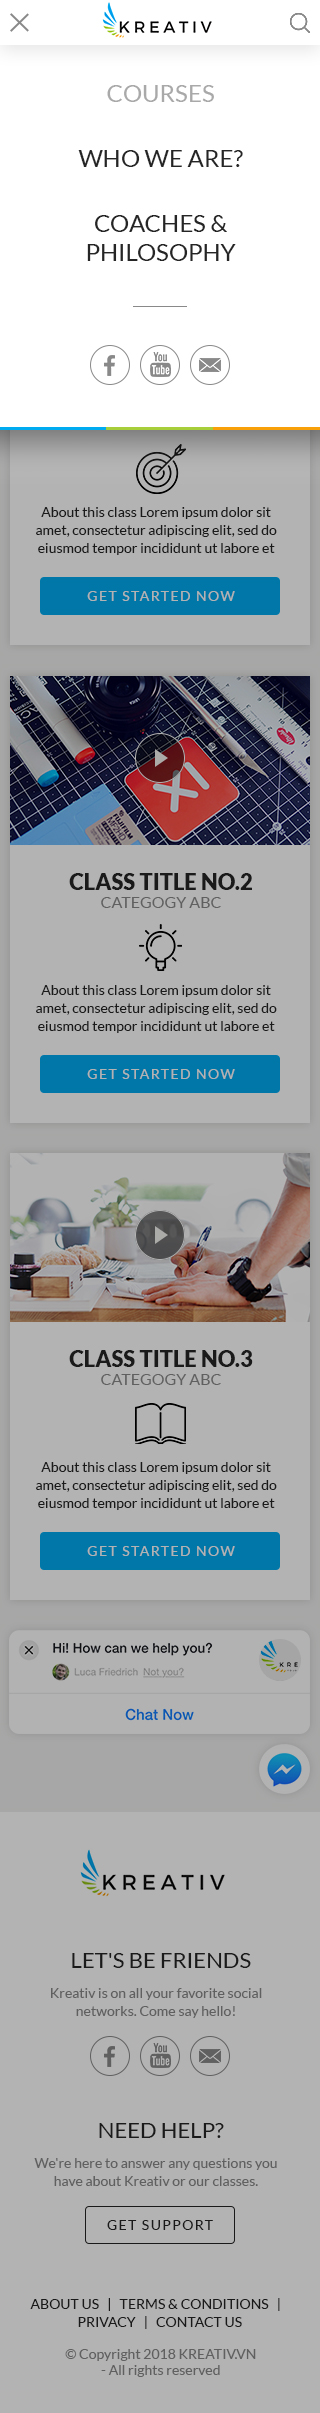 KREATIV
COURSES
WHO WE ARE?
COACHES &
PHILOSOPHY
You
Tube
About this class Lorem ipsum dolor sit
amet, consectetur adipiscing elit, sed do
eiusmod tempor incididunt ut labore et
GET STARTED NOW
CLASS TITLE NO.2
CATEGOGY ABC
About this class Lorem ipsum dolor sit
amet, consectetur adipiscing elit, sed do
eiusmod tempor incididunt ut labore et
GET STARTED NOW
CLASS TITLE NO.3
CATEGOGY ABC
About this class Lorem ipsum dolor sit
amet, consectetur adipiscing elit, sed do
eiusmod tempor incididunt ut labore et
GET STARTED NOW
Hi! How can we help you?
Luca Friedrich Not you?
KRE
Chat Now
KREATIV
LET'S BE FRIENDS
Kreativ is on all your favorite social
networks. Come say hello!
You
Tube
NEED HELP?
We're here to answer any questions you
have about Kreativ or our classes.
GET SUPPORT
ABOUT US | TERMS & CONDITIONS |
PRIVACY | CONTACT US
© Copyright 2018 KREATIV.VN
- All rights reserved